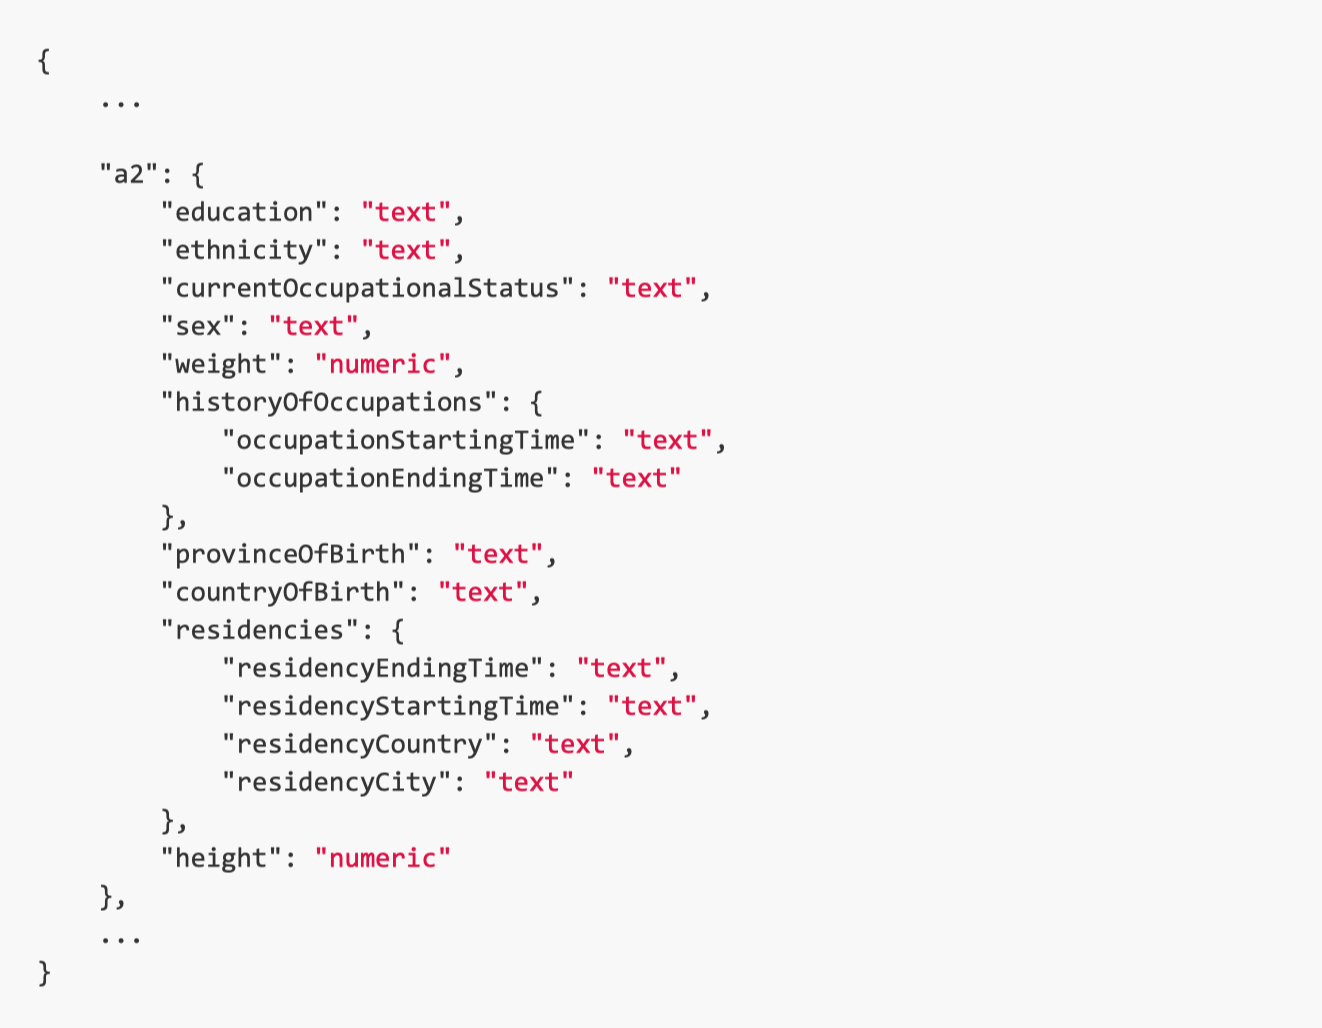 {
    ...
    "a2": {
        "education": "text",
        "ethnicity": "text",
        "currentOccupationalStatus": "text",
        "sex": "text",
        "weight": "numeric",
        "historyOfOccupations": {
            "occupationStartingTime": "text",
            "occupationEndingTime": "text"
        },
        "provinceOfBirth": "text",
        "countryOfBirth": "text",
        "residencies": {
            "residencyEndingTime": "text",
            "residencyStartingTime": "text",
            "residencyCountry": "text",
            "residencyCity": "text"
        },
        "height": "numeric"
    },
    ...
}